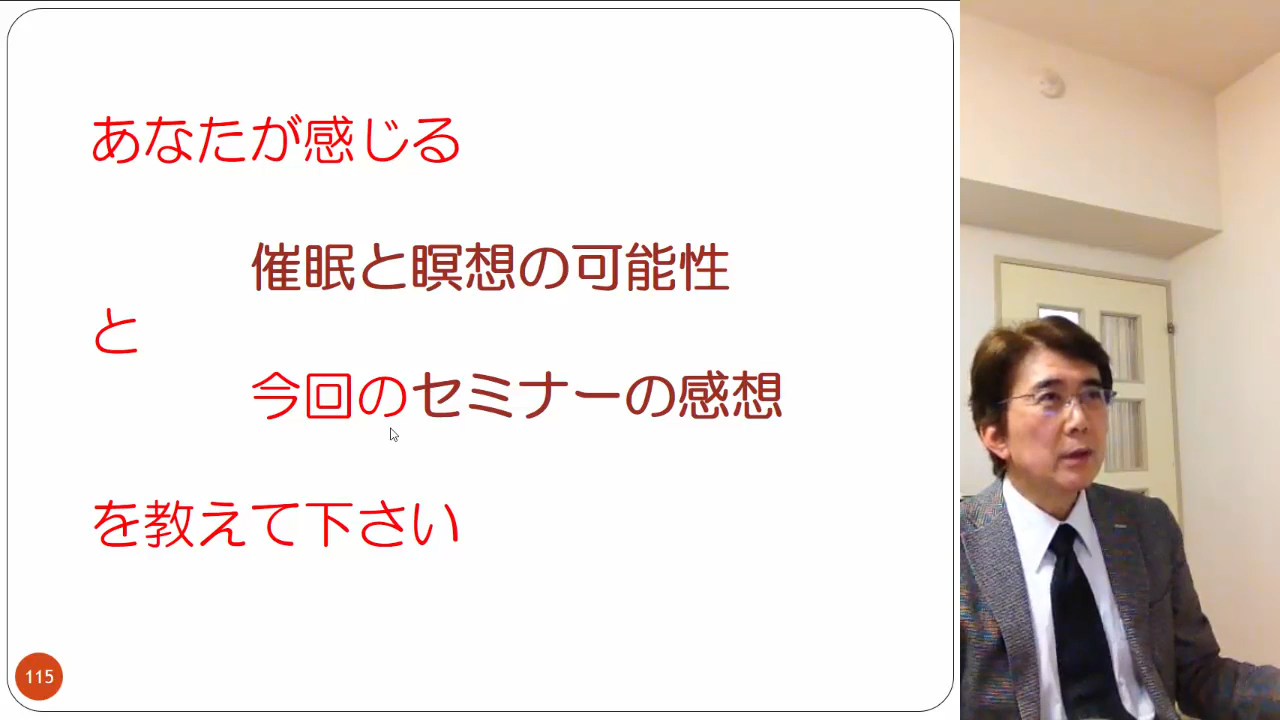 あなたが感じる
催眠と瞑想の可能性
と
今回のセミナーの感想
を教えて下さい
115